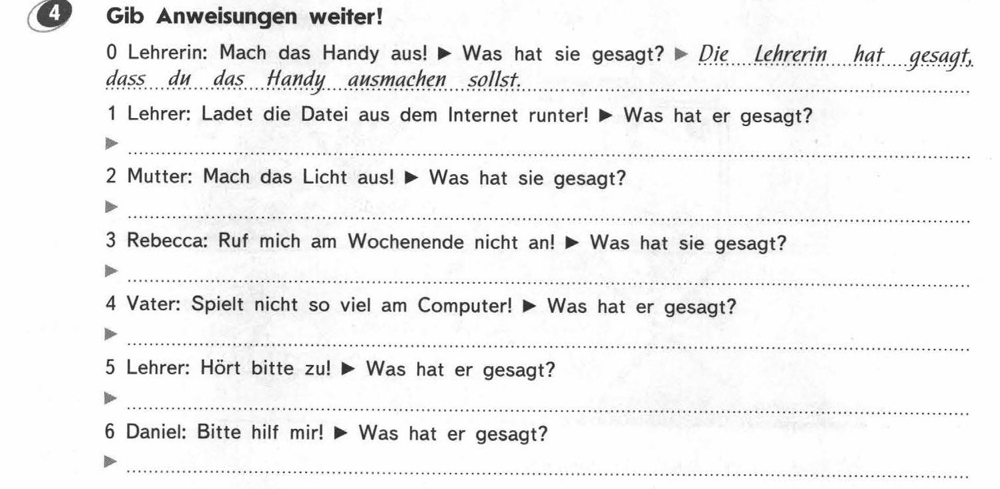 4 Gib Anweisungen weiter!
0 Lehrerin: Mach das Handy aus! ► Was hat sie gesagt? ► Die Lehrerin hat gesagt,
dass du das Handy ausmachen sollst.
1 Lehrer: Ladet die Datei aus dem Internet runter! ► Was hat er gesagt?
►
2 Mutter: Mach das Licht aus! ► Was hat sie gesagt?
►
3 Rebecca: Ruf mich am Wochenende nicht an! ► Was hat sie gesagt?
►
4 Vater: Spielt nicht so viel am Computer! ► Was hat er gesagt?
►
5 Lehrer: Hört bitte zu! ► Was hat er gesagt?
►
6 Daniel: Bitte hilf mir! ► Was hat er gesagt?
►